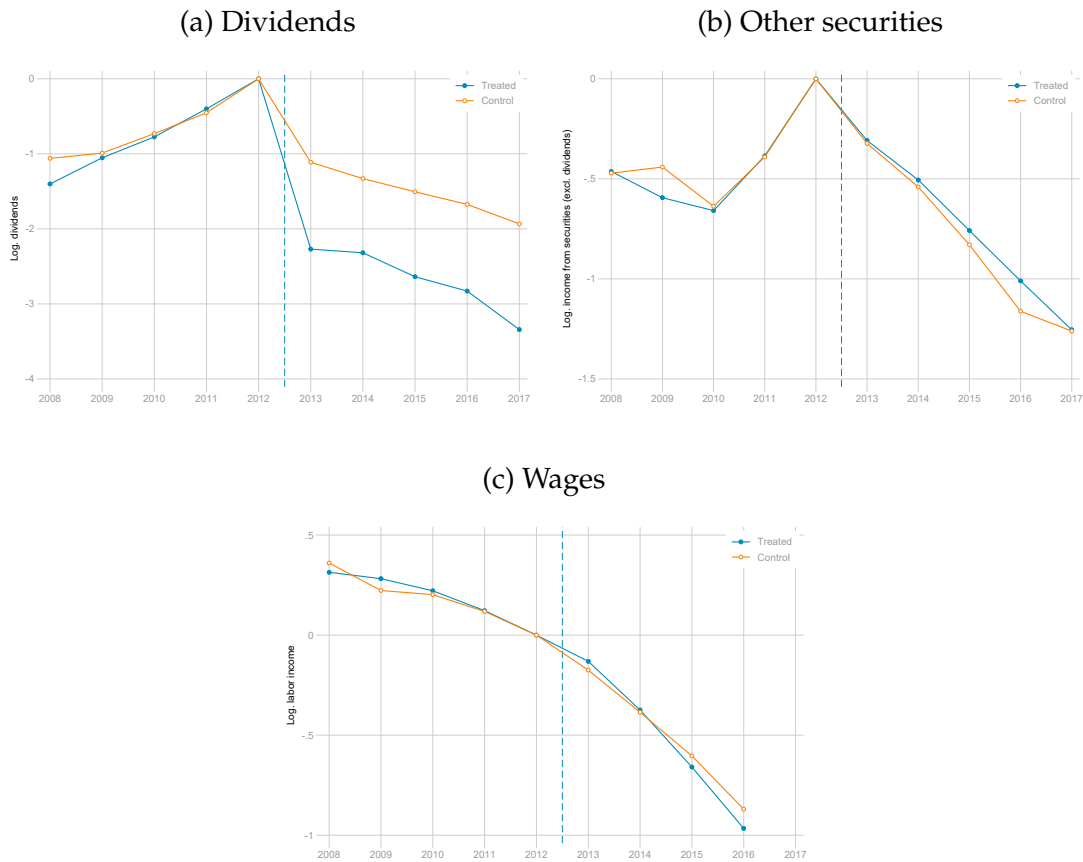 (a) Dividends
(b) Other securities
0
-1
-2
-3
-4
Log. dividends
Treated
Control
2008 2009 2010 2011 2012 2013 2014 2015 2016 2017
0
-.5
-1
-1.5
Log. income from securities (excl. dividends)
Treated
Control
2008 2009 2010 2011 2012 2013 2014 2015 2016 2017
(c) Wages
.5
0
-.5
-1
Log. labor income
Treated
Control
2008 2009 2010 2011 2012 2013 2014 2015 2016 2017